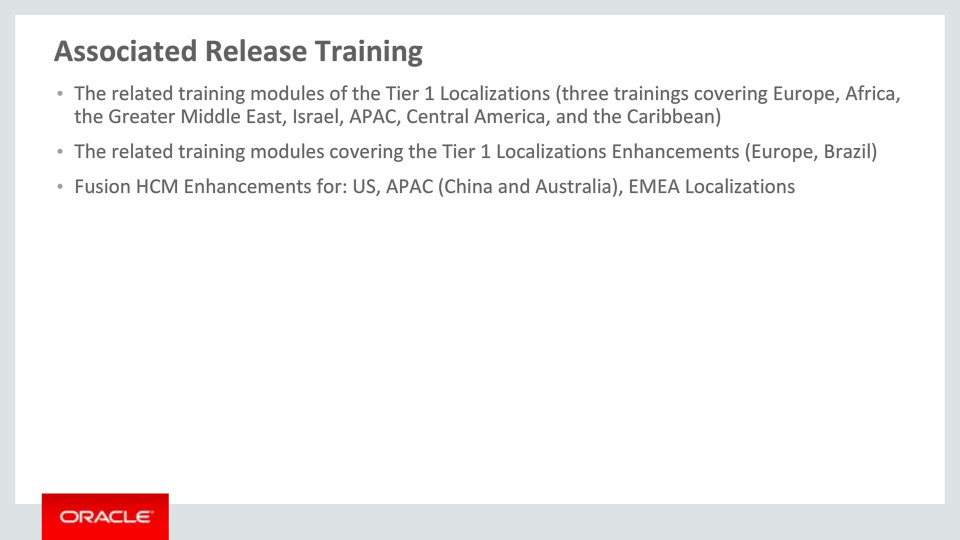 Associated Release Training
• The related training modules of the Tier 1 Localizations (three trainings covering Europe, Africa,
the Greater Middle East, Israel, APAC, Central America, and the Caribbean)
• The related training modules covering the Tier 1 Localizations Enhancements (Europe, Brazil)
• Fusion HCM Enhancements for: US, APAC (China and Australia), EMEA Localizations
ORACLE